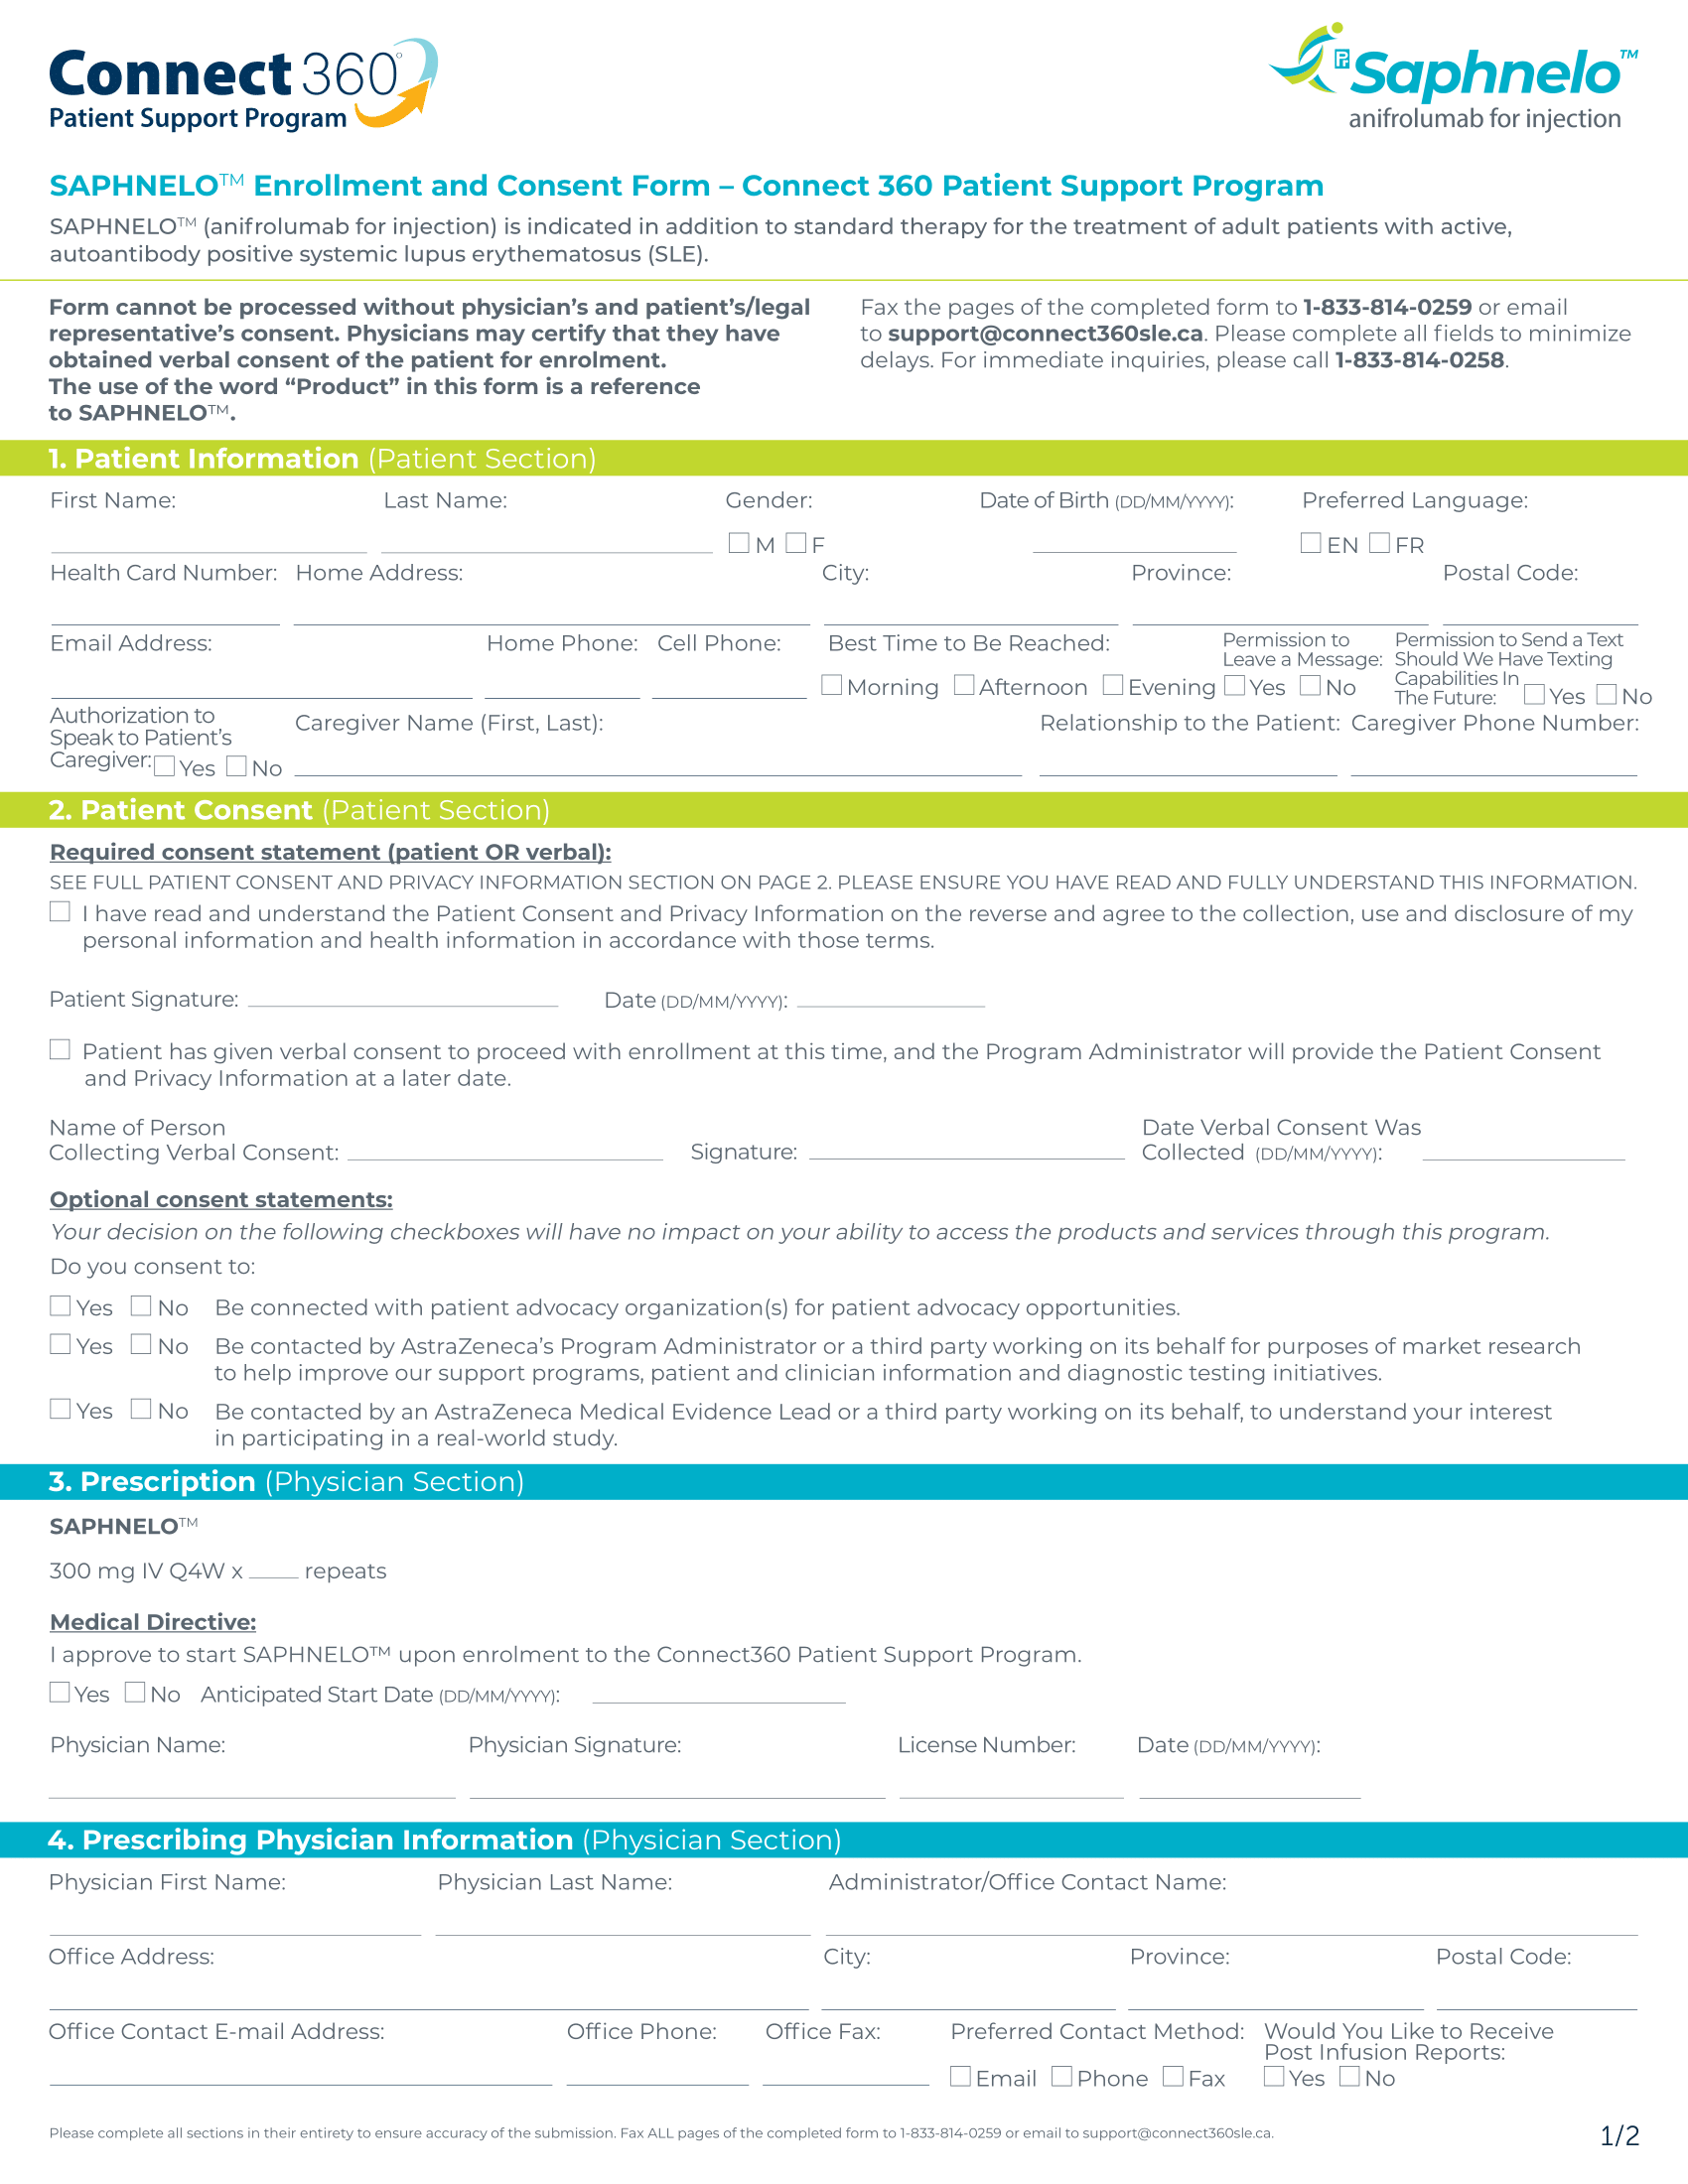 Connect 360°
Patient Support Program
Pr Saphnelo™
anifrolumab for injection
SAPHNELO™ Enrollment and Consent Form – Connect 360 Patient Support Program
SAPHNELO™ (anifrolumab for injection) is indicated in addition to standard therapy for the treatment of adult patients with active,
autoantibody positive systemic lupus erythematosus (SLE).
Form cannot be processed without physician’s and patient’s/legal
representative’s consent. Physicians may certify that they have
obtained verbal consent of the patient for enrolment.
The use of the word “Product” in this form is a reference
to SAPHNELO™.
Fax the pages of the completed form to 1-833-814-0259 or email
to support@connect360sle.ca. Please complete all fields to minimize
delays. For immediate inquiries, please call 1-833-814-0258.
1. Patient Information (Patient Section)
First Name: Last Name: Gender: Date of Birth (DD/MM/YYYY): Preferred Language:
M F EN FR
Health Card Number: Home Address: City: Province: Postal Code:
Email Address: Home Phone: Cell Phone: Best Time to Be Reached:
Morning Afternoon Evening
Permission to
Leave a Message:
Yes No
Permission to Send a Text
Should We Have Texting
Capabilities In
The Future: Yes No
Authorization to
Speak to Patient’s
Caregiver: Yes No
Caregiver Name (First, Last): Relationship to the Patient: Caregiver Phone Number:
2. Patient Consent (Patient Section)
Required consent statement (patient OR verbal):
SEE FULL PATIENT CONSENT AND PRIVACY INFORMATION SECTION ON PAGE 2. PLEASE ENSURE YOU HAVE READ AND FULLY UNDERSTAND THIS INFORMATION.
I have read and understand the Patient Consent and Privacy Information on the reverse and agree to the collection, use and disclosure of my
personal information and health information in accordance with those terms.
Patient Signature: Date (DD/MM/YYYY):
Patient has given verbal consent to proceed with enrollment at this time, and the Program Administrator will provide the Patient Consent
and Privacy Information at a later date.
Name of Person
Collecting Verbal Consent: Signature:
Date Verbal Consent Was
Collected (DD/MM/YYYY):
Optional consent statements:
Your decision on the following checkboxes will have no impact on your ability to access the products and services through this program.
Do you consent to:
Yes No Be connected with patient advocacy organization(s) for patient advocacy opportunities.
Yes No Be contacted by AstraZeneca’s Program Administrator or a third party working on its behalf for purposes of market research
to help improve our support programs, patient and clinician information and diagnostic testing initiatives.
Yes No Be contacted by an AstraZeneca Medical Evidence Lead or a third party working on its behalf, to understand your interest
in participating in a real-world study.
3. Prescription (Physician Section)
SAPHNELO™
300 mg IV Q4W x ____ repeats
Medical Directive:
I approve to start SAPHNELO™ upon enrolment to the Connect360 Patient Support Program.
Yes No Anticipated Start Date (DD/MM/YYYY):
Physician Name: Physician Signature: License Number: Date (DD/MM/YYYY):
4. Prescribing Physician Information (Physician Section)
Physician First Name: Physician Last Name: Administrator/Office Contact Name:
Office Address: City: Province: Postal Code:
Office Contact E-mail Address: Office Phone: Office Fax: Preferred Contact Method:
Email Phone Fax
Would You Like to Receive
Post Infusion Reports:
Yes No
Please complete all sections in their entirety to ensure accuracy of the submission. Fax ALL pages of the completed form to 1-833-814-0259 or email to support@connect360sle.ca.
1/2